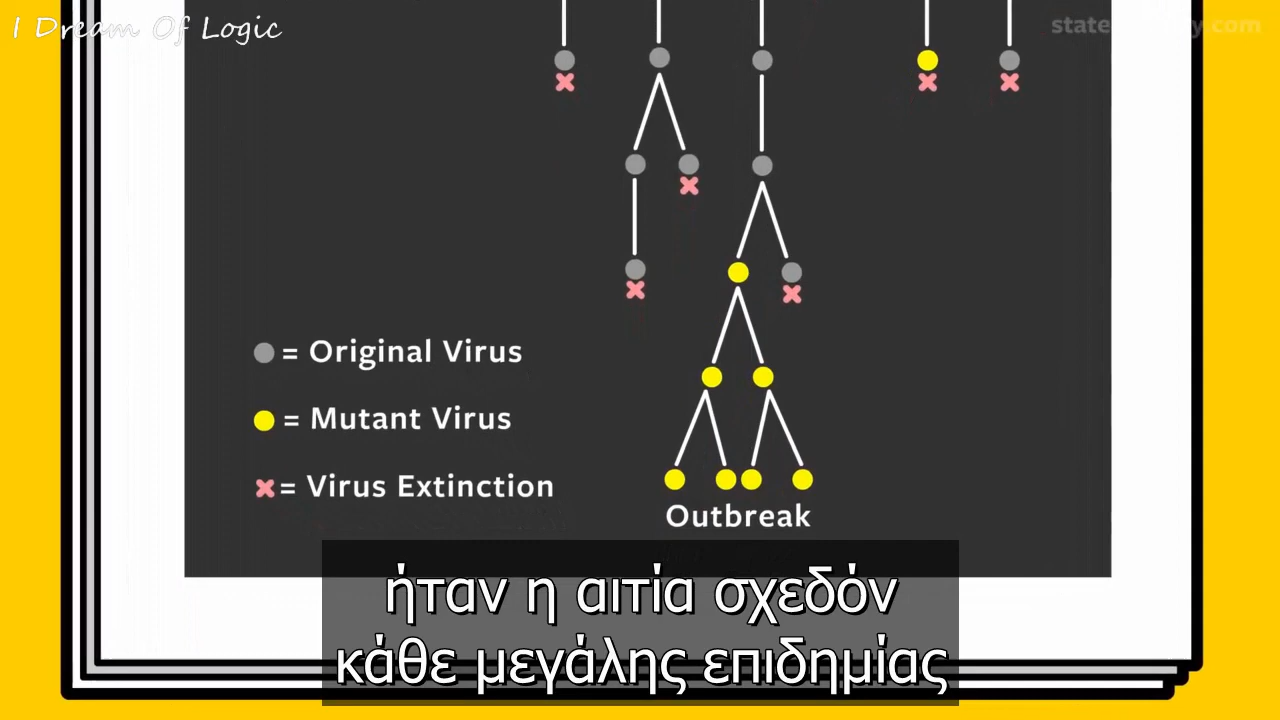 I Dream Of Logic
= Original Virus
= Mutant Virus
= Virus Extinction
Outbreak
ήταν η αιτία σχεδόν
κάθε μεγάλης επιδημίας